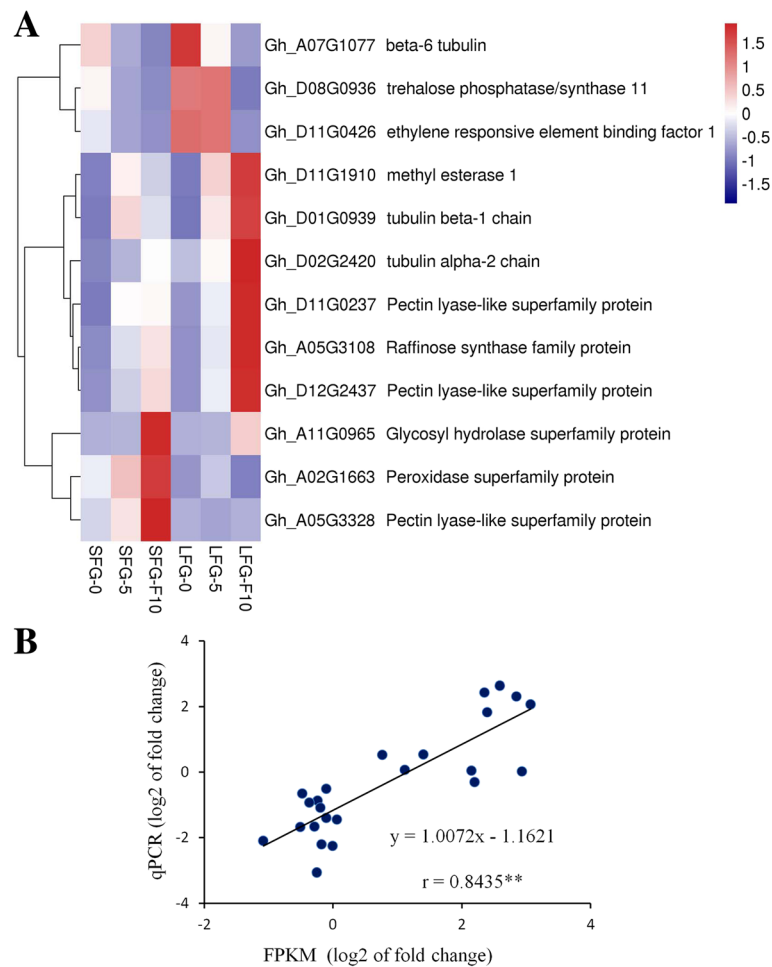 A
Gh_A07G1077 beta-6 tubulin
Gh_D08G0936 trehalose phosphatase/synthase 11
Gh_D11G0426 ethylene responsive element binding factor 1
Gh_D11G1910 methyl esterase 1
Gh_D01G0939 tubulin beta-1 chain
Gh_D02G2420 tubulin alpha-2 chain
Gh_D11G0237 Pectin lyase-like superfamily protein
Gh_A05G3108 Raffinose synthase family protein
Gh_D12G2437 Pectin lyase-like superfamily protein
Gh_A11G0965 Glycosyl hydrolase superfamily protein
Gh_A02G1663 Peroxidase superfamily protein
Gh_A05G3328 Pectin lyase-like superfamily protein
1.5
1
0.5
0
-0.5
-1
-1.5
SFG-0
SFG-5
SFG-F10
LFG-0
LFG-5
LFG-F10
B
qPCR (log2 of fold change)
4
2
0
-2
-4
y = 1.0072x - 1.1621
r = 0.8435**
-2
0
2
4
FPKM (log2 of fold change)